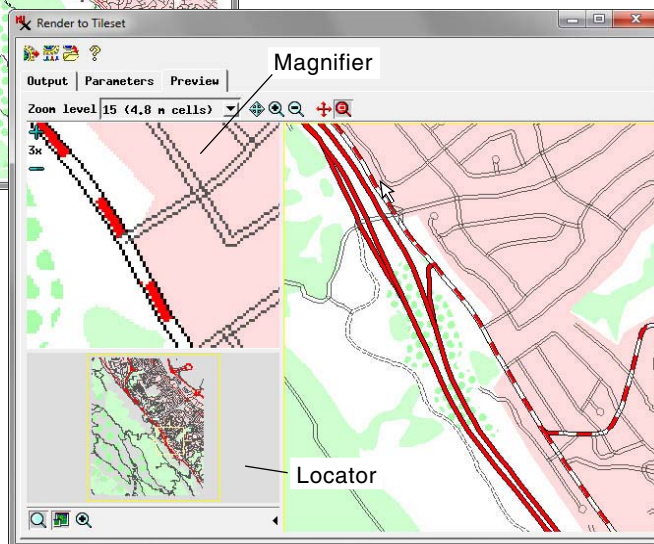 Render to Tileset
Output Parameters Preview
Magnifier
Zoom level 15 (4,8 m cells)
3x
Locator